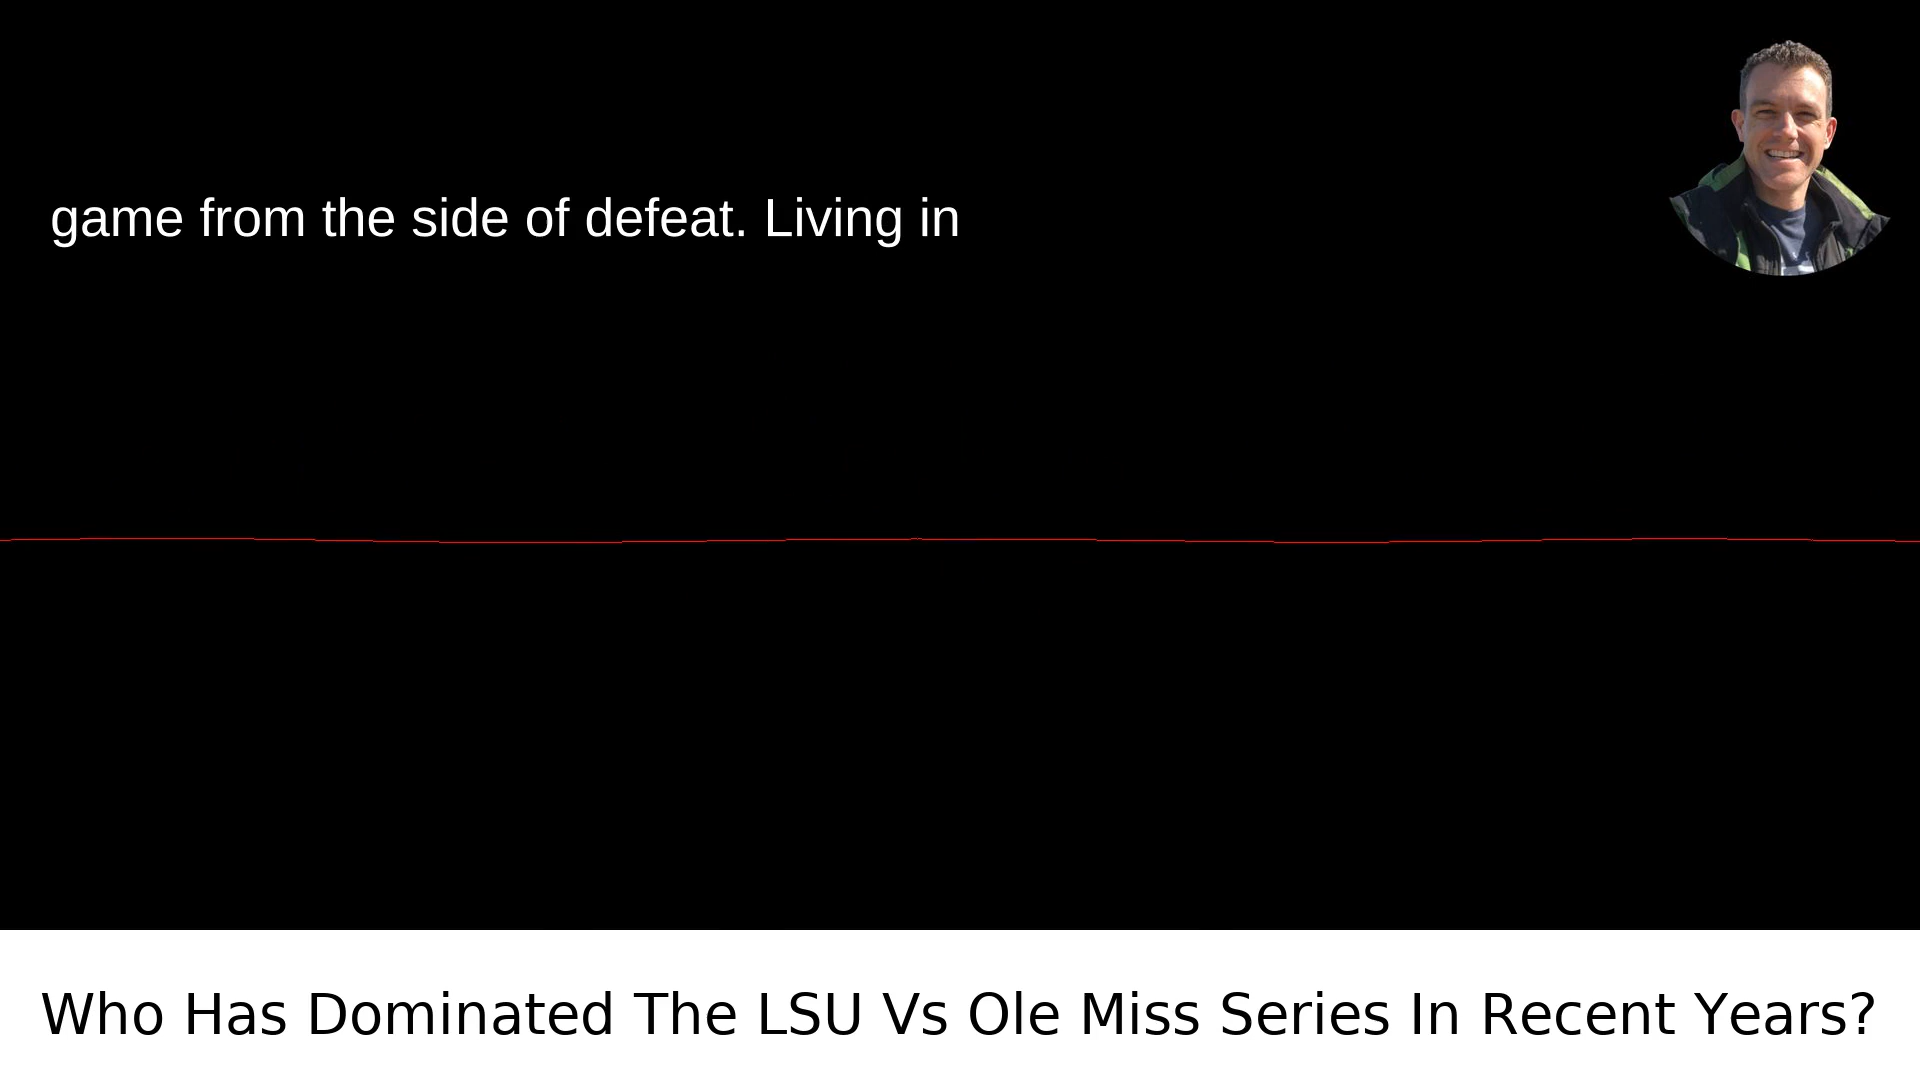 game from the side of defeat. Living in
Who Has Dominated The LSU Vs Ole Miss Series In Recent Years?